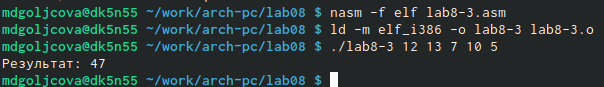 mdgoljcova@dk5n55 ~/work/arch-pc/lab08 $ nasm -f elf lab8-3.asm
mdgoljcova@dk5n55 ~/work/arch-pc/lab08 $ ld -m elf_i386 -o lab8-3 lab8-3.o
mdgoljcova@dk5n55 ~/work/arch-pc/lab08 $ ./lab8-3 12 13 7 10 5
Результат: 47
mdgoljcova@dk5n55 ~/work/arch-pc/lab08 $